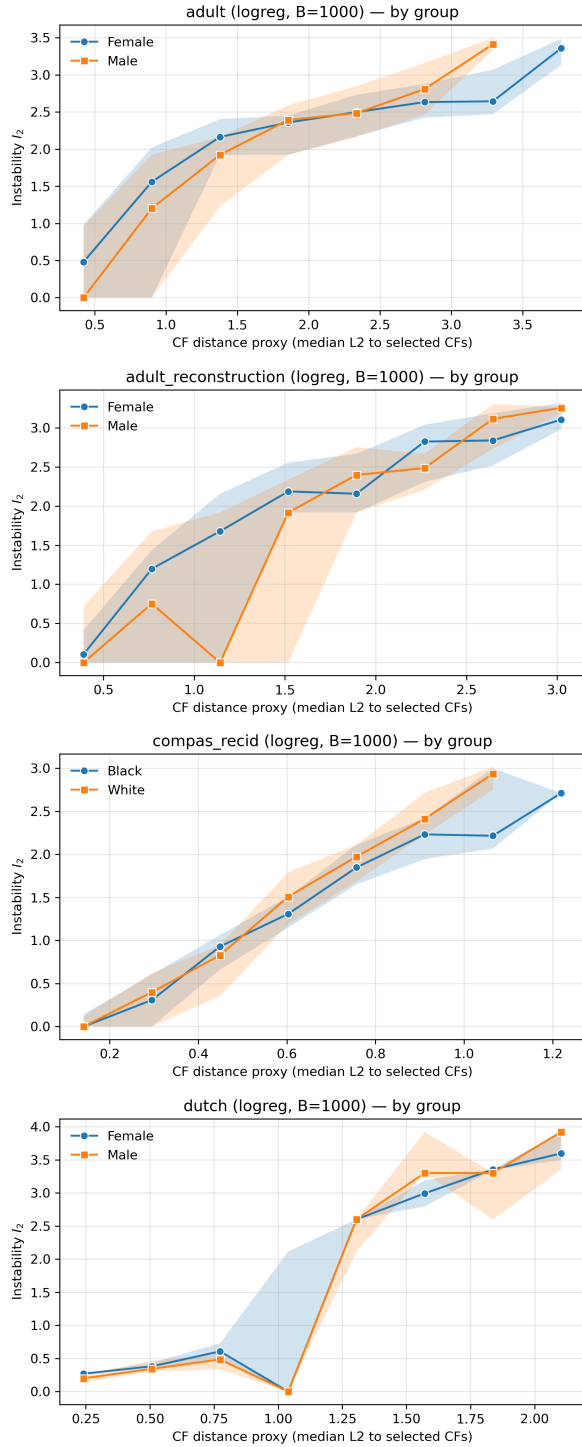 adult (logreg, B=1000) — by group
Female
Male
Instability I₂
3.5
3.0
2.5
2.0
1.5
1.0
0.5
0.0
0.5 1.0 1.5 2.0 2.5 3.0 3.5
CF distance proxy (median L2 to selected CFs)
adult_reconstruction (logreg, B=1000) — by group
Female
Male
Instability I₂
3.0
2.5
2.0
1.5
1.0
0.5
0.0
0.5 1.0 1.5 2.0 2.5 3.0
CF distance proxy (median L2 to selected CFs)
compas_recid (logreg, B=1000) — by group
Black
White
Instability I₂
3.0
2.5
2.0
1.5
1.0
0.5
0.0
0.2 0.4 0.6 0.8 1.0 1.2
CF distance proxy (median L2 to selected CFs)
dutch (logreg, B=1000) — by group
Female
Male
Instability I₂
4.0
3.5
3.0
2.5
2.0
1.5
1.0
0.5
0.0
0.25 0.50 0.75 1.00 1.25 1.50 1.75 2.00
CF distance proxy (median L2 to selected CFs)